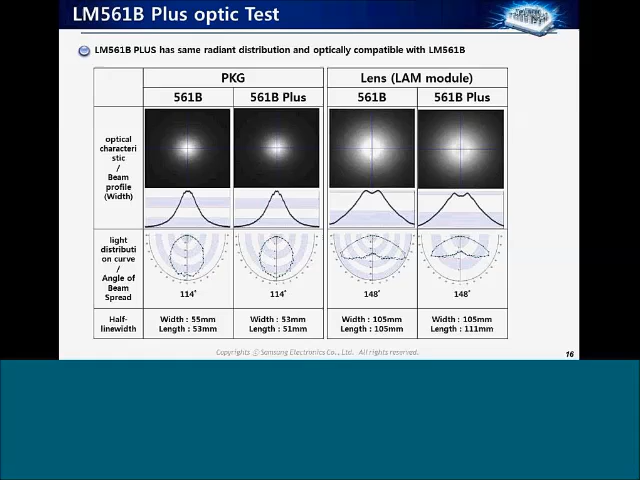 LM561B Plus optic Test
LM561B PLUS has same radiant distribution and optically compatible with LM561B
PKG
Lens (LAM module)
561B
561B Plus
561B
561B Plus
optical
characteri
stic
/
Beam
profile
(Width)
light
distributi
on curve
/
Angle of
Beam
Spread
114˚
114˚
148˚
148˚
Half-
linewidth
Width : 55mm
Length : 53mm
Width : 53mm
Length : 51mm
Width : 105mm
Length : 105mm
Width : 105mm
Length : 111mm
Copyrights ⓒ Samsung Electronics Co., Ltd. All rights reserved.
16